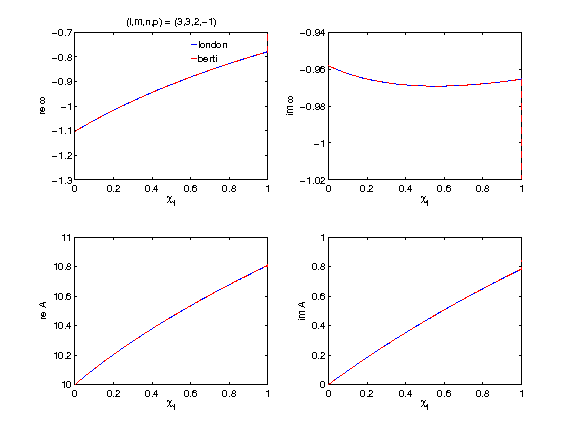 (l,m,n,p) = (3,3,2,−1)
−0.7
−0.8
−0.9
−1
−1.1
−1.2
−1.3
re ω
london
berti
0 0.2 0.4 0.6 0.8 1
χf
−0.94
−0.96
−0.98
−1
−1.02
im ω
0 0.2 0.4 0.6 0.8 1
χf
11
10.8
10.6
10.4
10.2
10
re A
0 0.2 0.4 0.6 0.8 1
χf
1
0.8
0.6
0.4
0.2
0
im A
0 0.2 0.4 0.6 0.8 1
χf